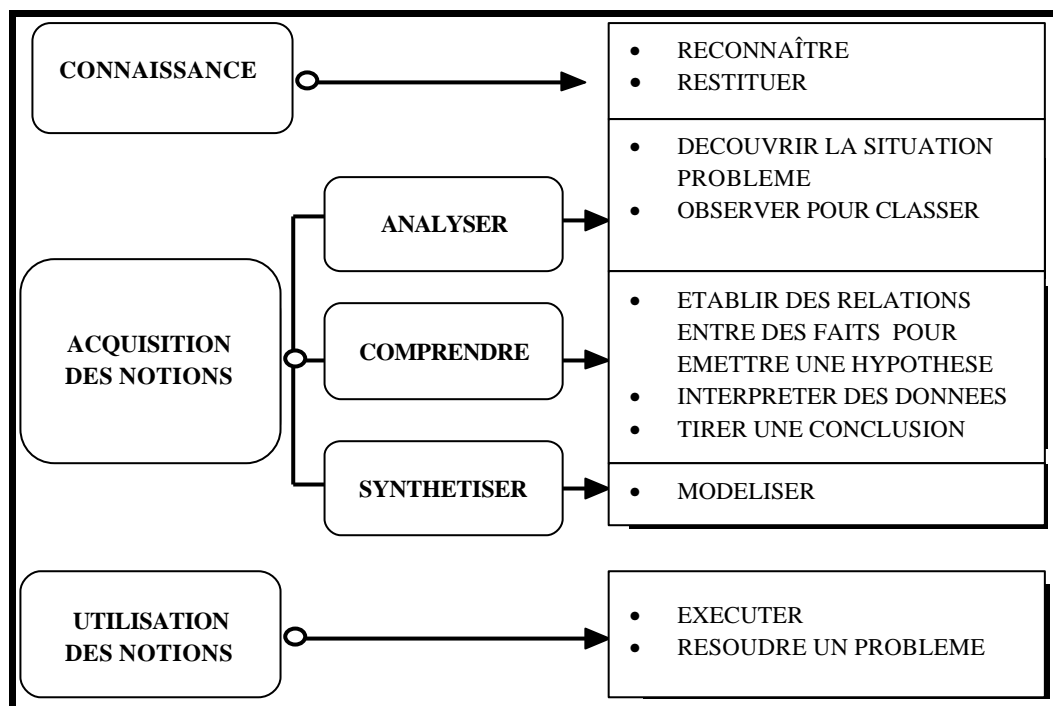 CONNAISSANCE
• RECONNAÎTRE
• RESTITUER
ACQUISITION
DES NOTIONS
ANALYSER
• DECOUVRIR LA SITUATION
PROBLEME
• OBSERVER POUR CLASSER
COMPRENDRE
• ETABLIR DES RELATIONS
ENTRE DES FAITS POUR
EMETTRE UNE HYPOTHESE
• INTERPRETER DES DONNEES
• TIRER UNE CONCLUSION
SYNTHETISER
• MODELISER
UTILISATION
DES NOTIONS
• EXECUTER
• RESOUDRE UN PROBLEME